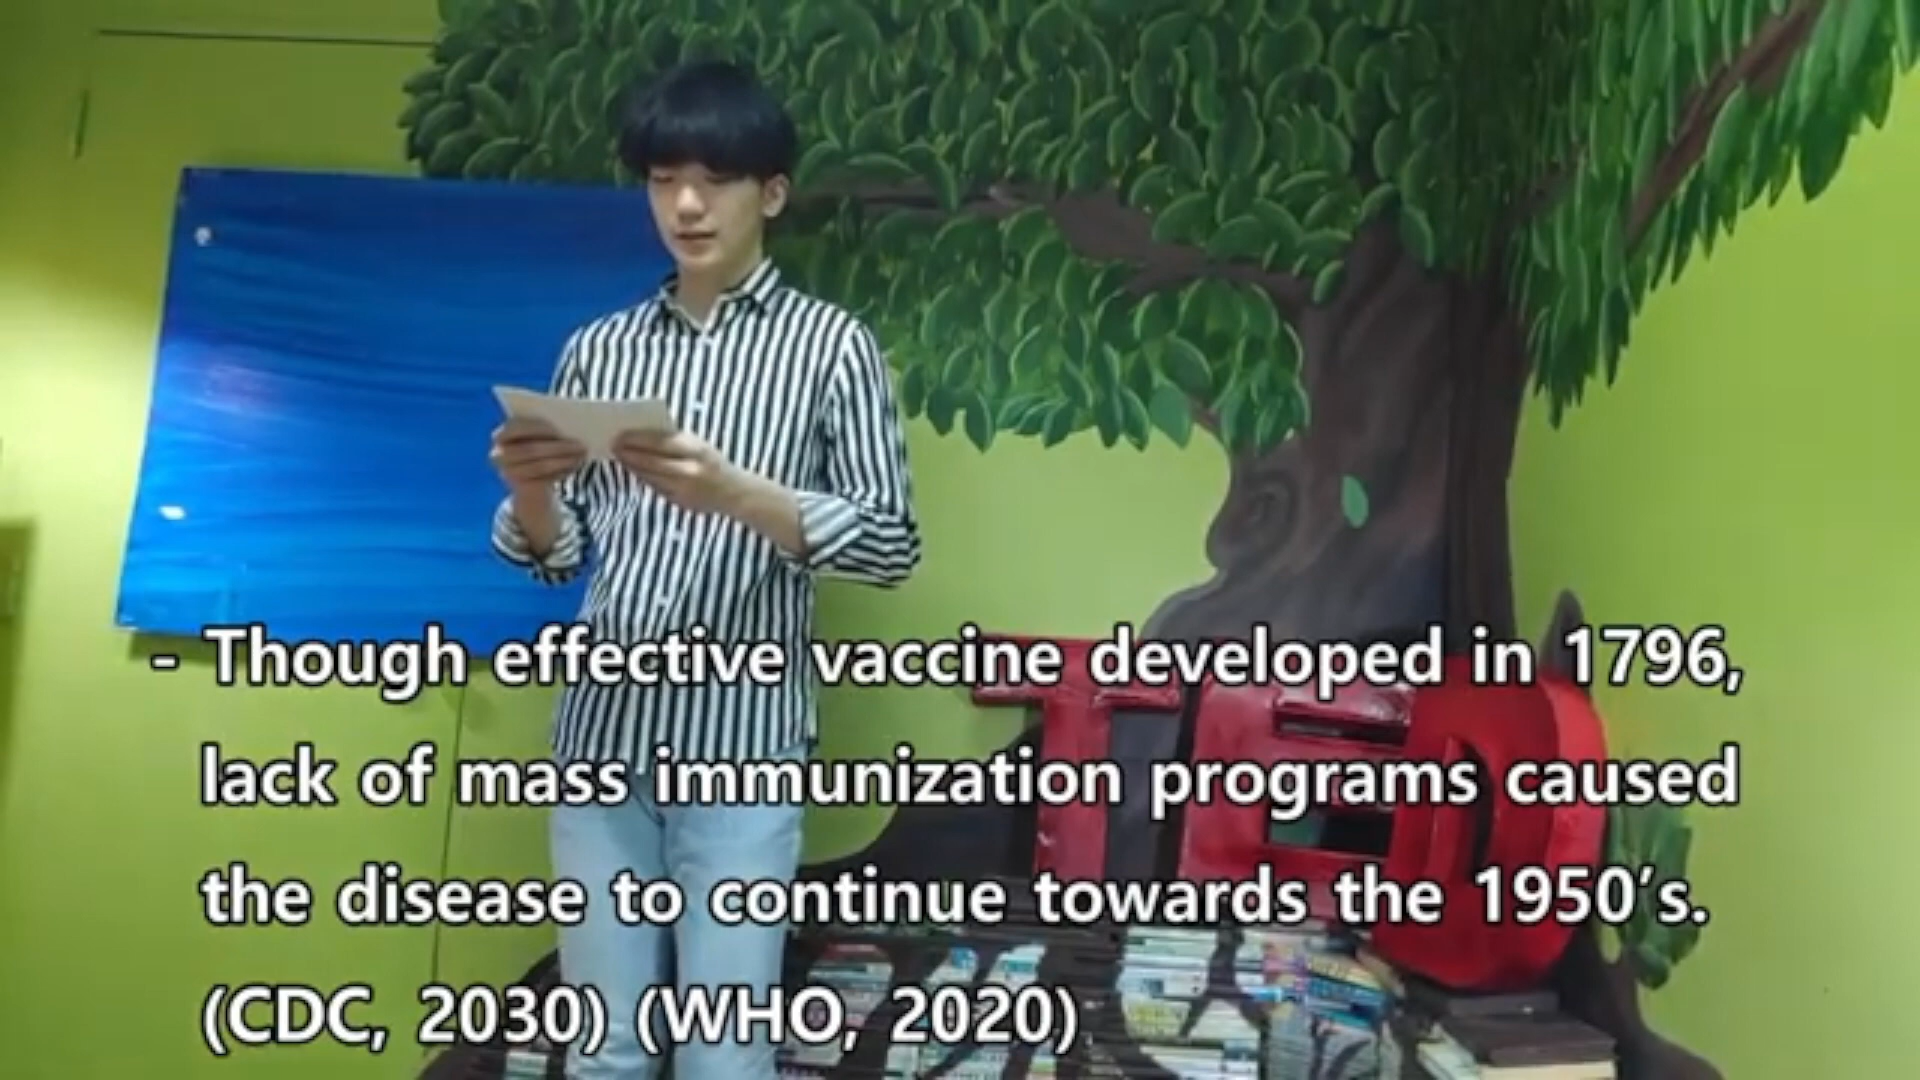 - Though effective vaccine developed in 1796,
lack of mass immunization programs caused
the disease to continue towards the 1950's.
(CDC, 2030) (WHO, 2020)
TED